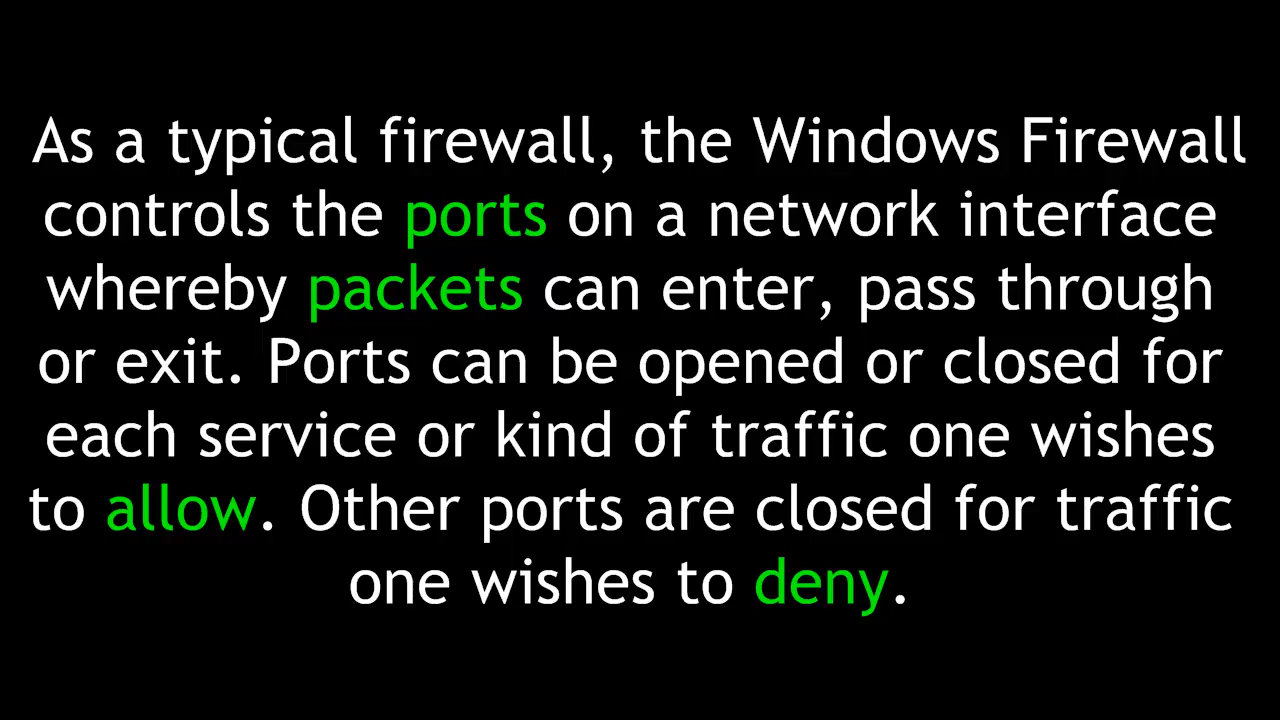 As a typical firewall, the Windows Firewall
controls the ports on a network interface
whereby packets can enter, pass through
or exit. Ports can be opened or closed for
each service or kind of traffic one wishes
to allow. Other ports are closed for traffic
one wishes to deny.